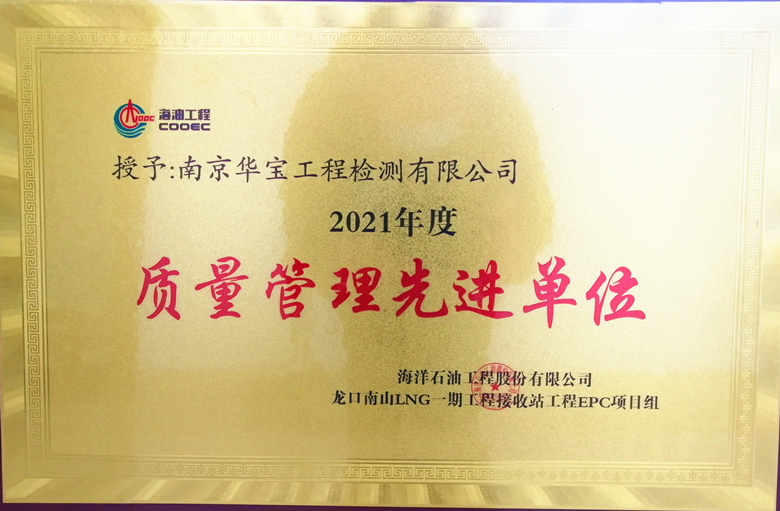 海油工程
COOEC
授予:南京华宝工程检测有限公司
2021年度
质量管理先进单位
海洋石油工程股份有限公司
龙口南山LNG一期工程接收站工程EPC项目组